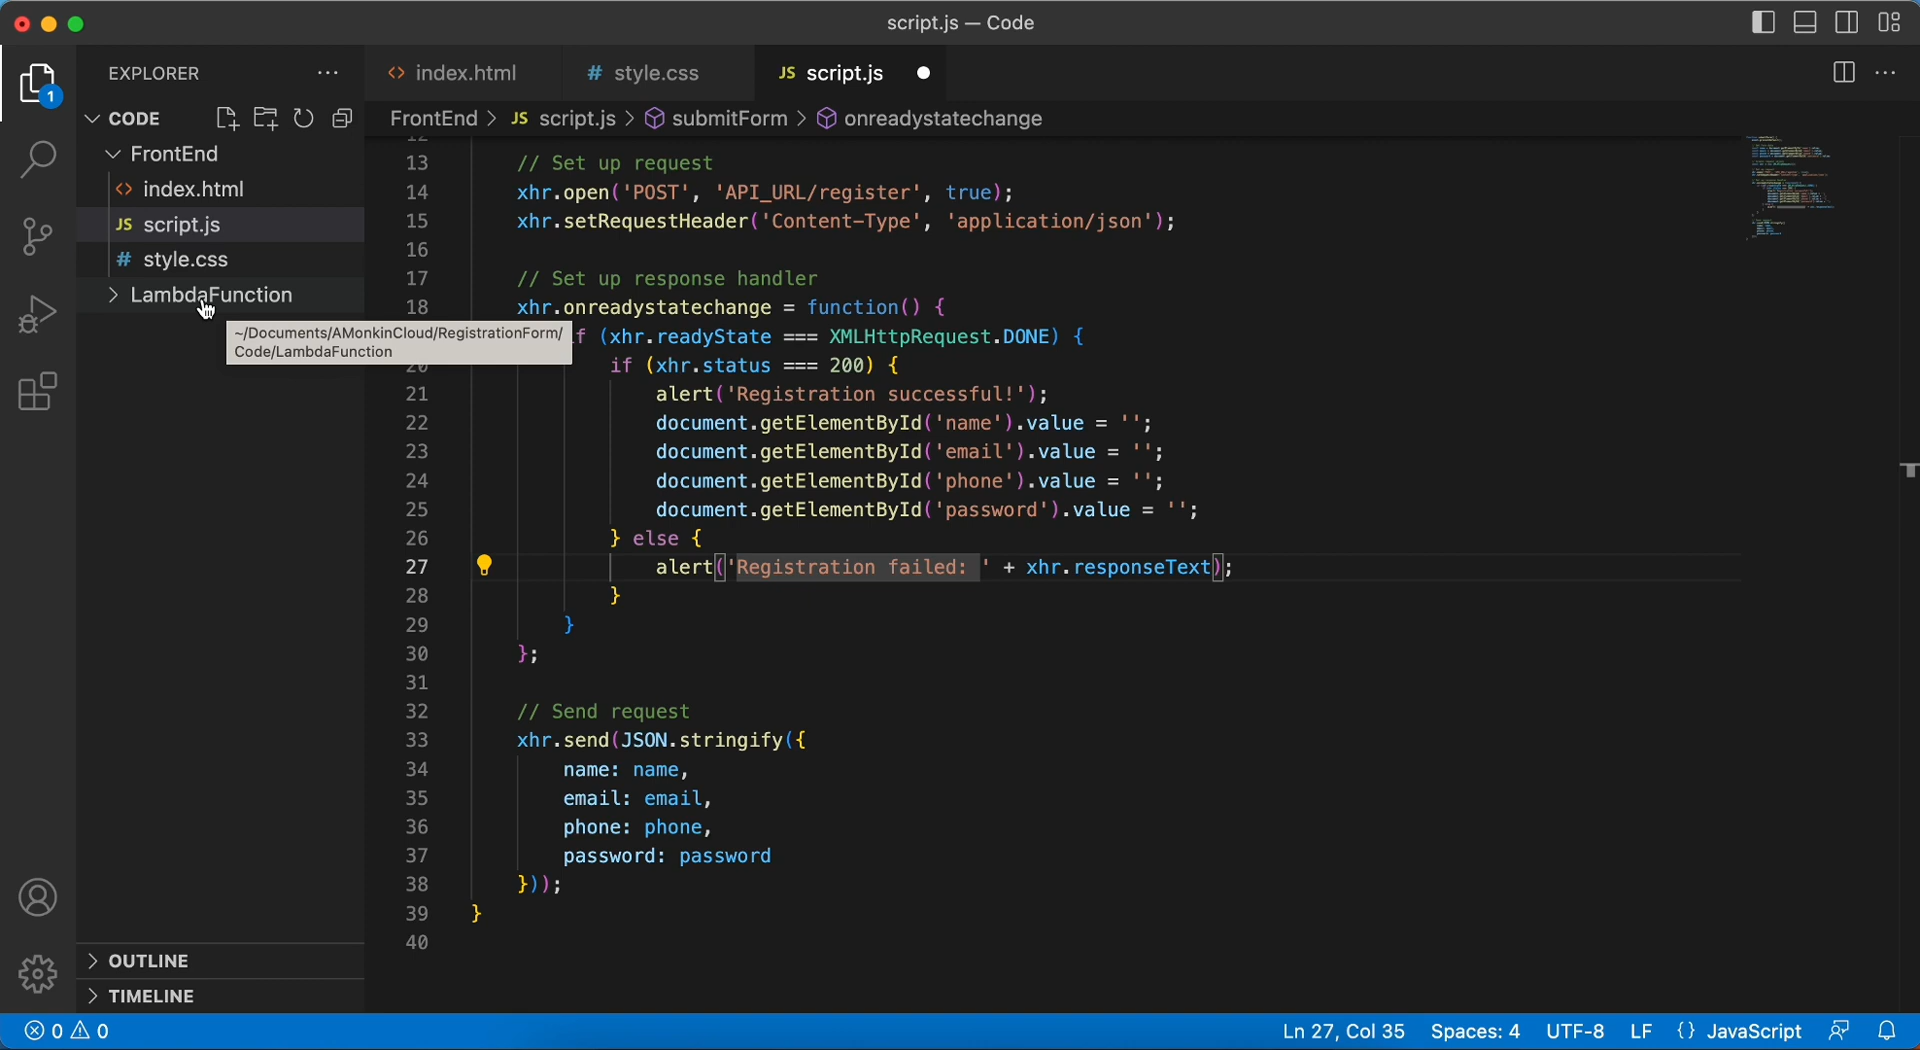 script.js — Code
EXPLORER
index.html
# style.css
JS script.js
CODE
FrontEnd > JS script.js > submitForm > onreadystatechange
FrontEnd
<> index.html
JS script.js
# style.css
LambdaFunction
~/Documents/AMonkinCloud/RegistrationForm/
Code/LambdaFunction
13 // Set up request
14 xhr.open('POST', 'API_URL/register', true);
15 xhr.setRequestHeader('Content-Type', 'application/json');
16
17 // Set up response handler
18 xhr.onreadystatechange = function() {
f (xhr.readyState === XMLHttpRequest.DONE) {
20 if (xhr.status === 200) {
21 alert('Registration successful!');
22 document.getElementById('name').value = '';
23 document.getElementById('email').value = '';
24 document.getElementById('phone').value = '';
25 document.getElementById('password').value = '';
26 } else {
27 alert('Registration failed: ' + xhr.responseText);
28 }
29 }
30 };
31
32 // Send request
33 xhr.send(JSON.stringify({
34 name: name,
35 email: email,
36 phone: phone,
37 password: password
38 }));
39 }
40
OUTLINE
TIMELINE
0 0 Ln 27, Col 35 Spaces: 4 UTF-8 LF {} JavaScript
1